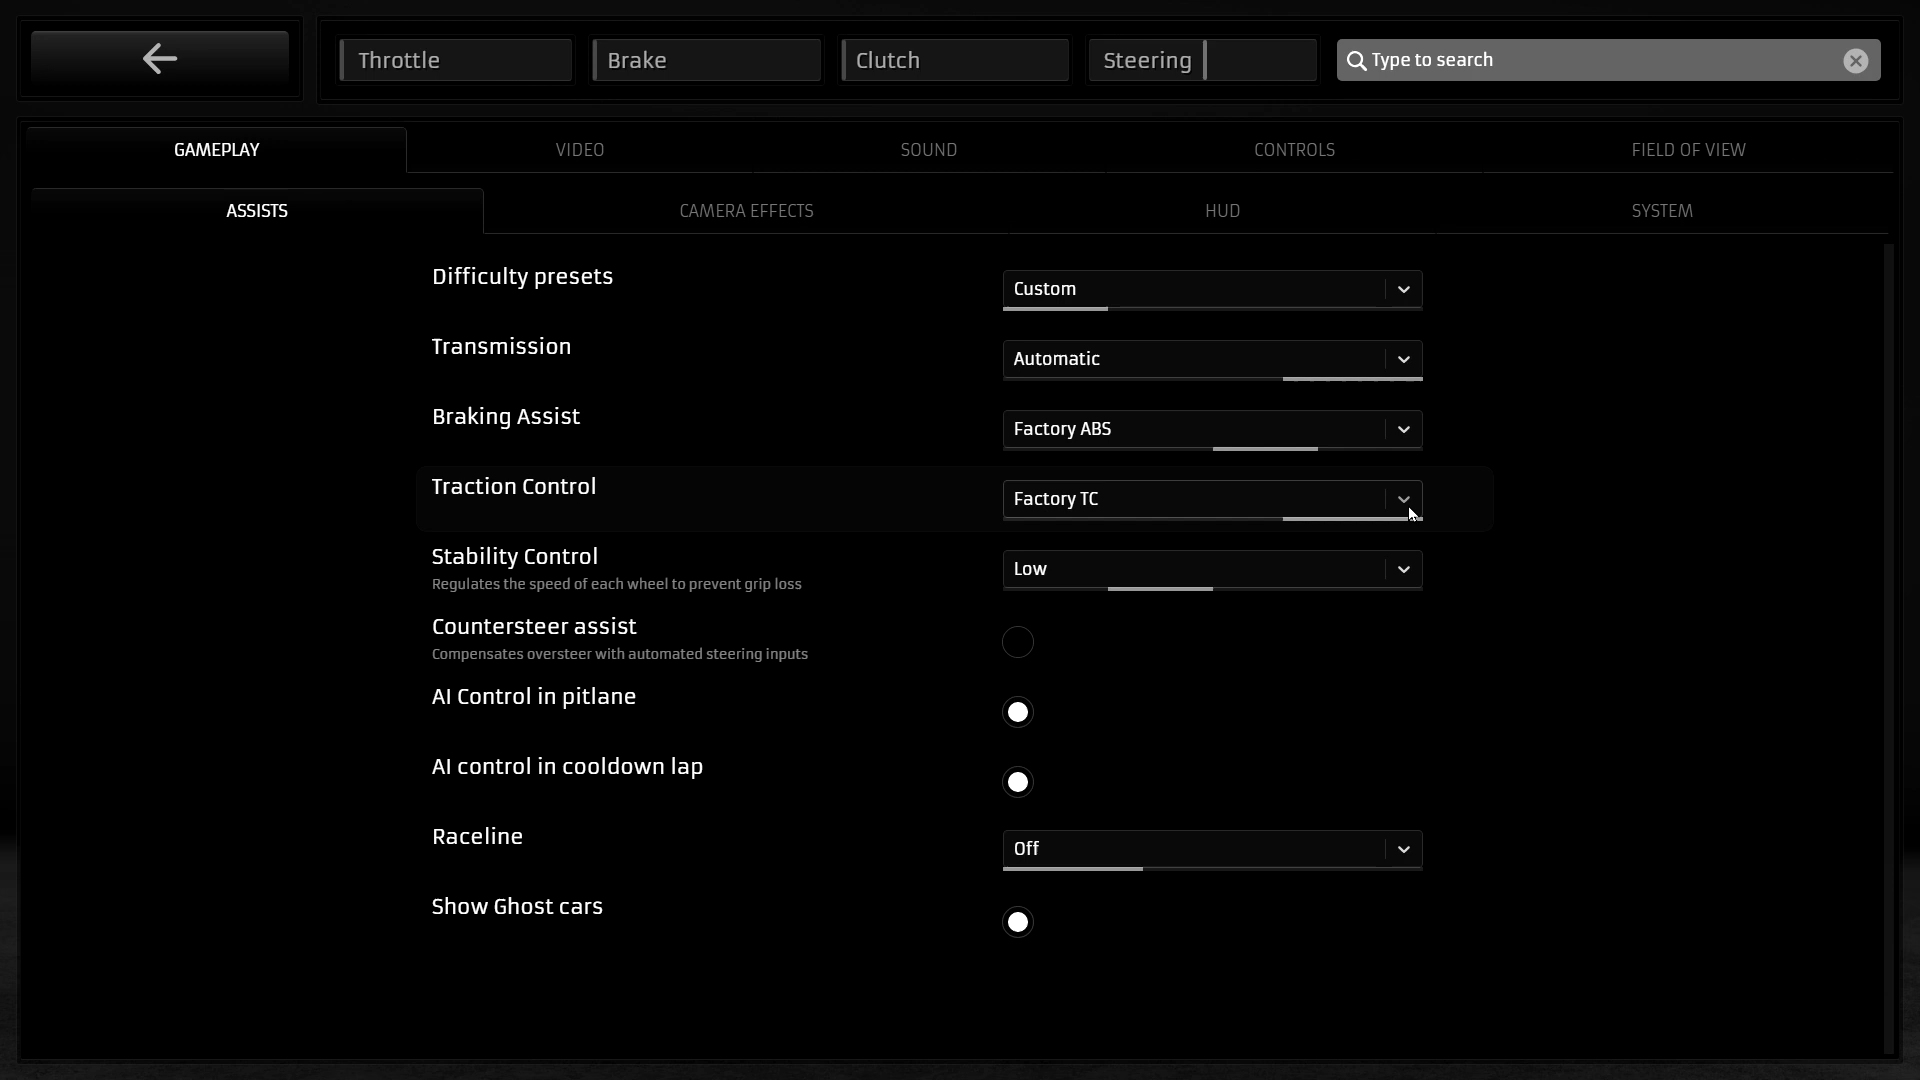 Throttle
Brake
Clutch
Steering
Type to search
GAMEPLAY
VIDEO
SOUND
CONTROLS
FIELD OF VIEW
ASSISTS
CAMERA EFFECTS
HUD
SYSTEM
Difficulty presets
Custom
Transmission
Automatic
Braking Assist
Factory ABS
Traction Control
Factory TC
Stability Control
Low
Regulates the speed of each wheel to prevent grip loss
Countersteer assist
Compensates oversteer with automated steering inputs
AI Control in pitlane
AI control in cooldown lap
Raceline
Off
Show Ghost cars